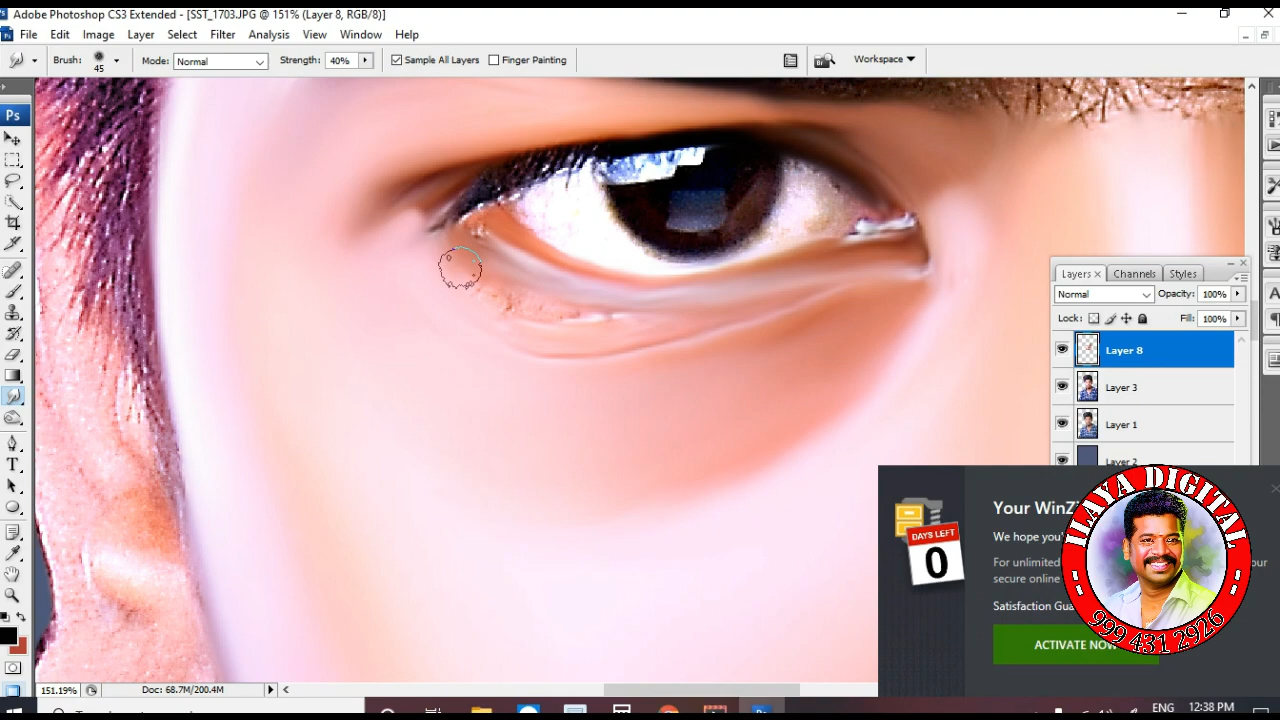 Adobe Photoshop CS3 Extended - [SST_1703.JPG @ 151% (Layer 8, RGB/8)]
File Edit Image Layer Select Filter Analysis View Window Help
Brush: 45 Mode: Normal Strength: 40% Sample All Layers Finger Painting Workspace
Ps
Layers x Channels Styles
Normal Opacity: 100%
Lock: Fill: 100%
Layer 8
Layer 3
Layer 1
Layer 2
Your WinZ
We hope you'
For unlimited your
secure online
Satisfaction Gua
ACTIVATE NOW
DAYS LEFT
0
ILAYA DIGITAL
999 431 2926
151.19% Doc: 68.7M/200.4M
ENG 12:38 PM